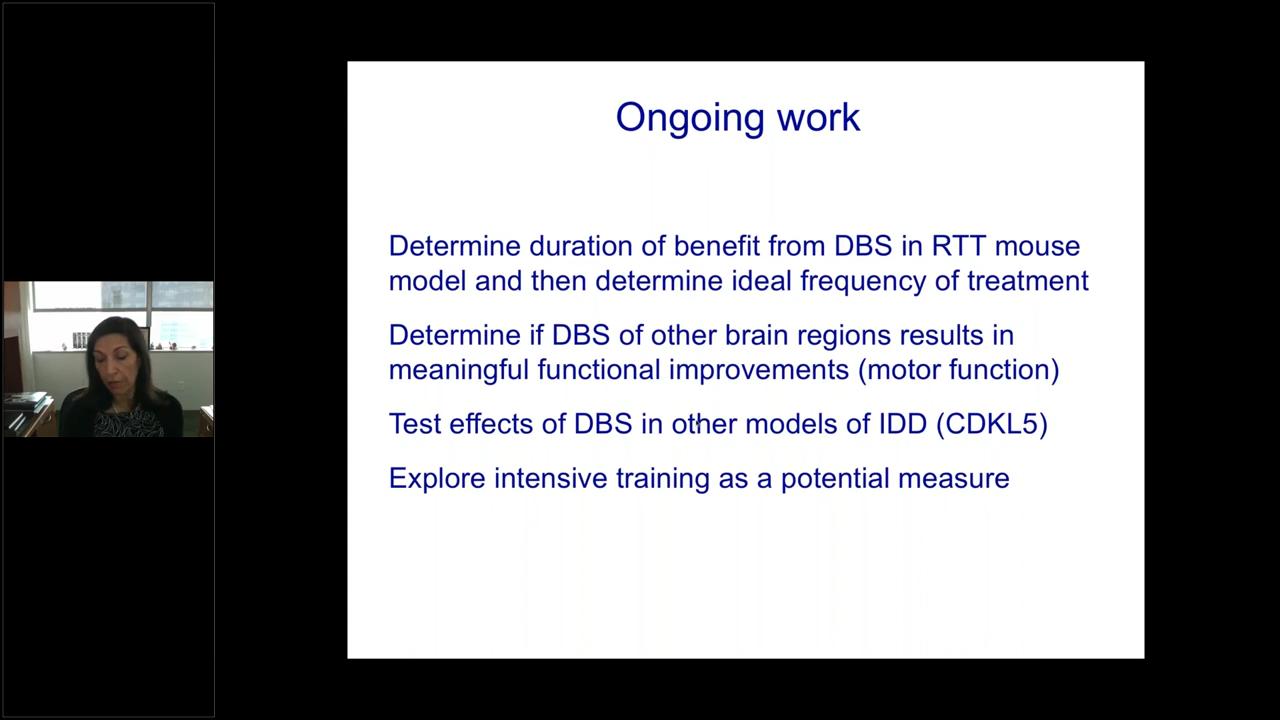 Ongoing work
Determine duration of benefit from DBS in RTT mouse
model and then determine ideal frequency of treatment
Determine if DBS of other brain regions results in
meaningful functional improvements (motor function)
Test effects of DBS in other models of IDD (CDKL5)
Explore intensive training as a potential measure